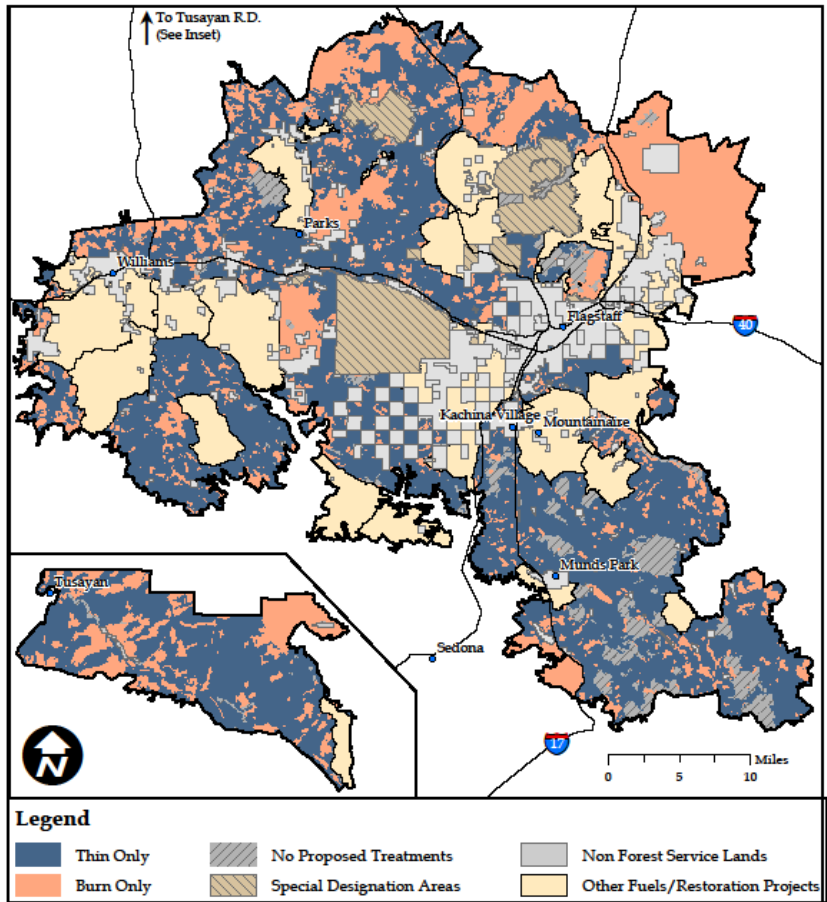 To Tusayan R.D.
(See Inset)
Parks
Williams
Flagstaff
40
Kachina Village
Mountainaire
Munds Park
Tusayan
Sedona
N
17
Miles
0 5 10
Legend
Thin Only
No Proposed Treatments
Non Forest Service Lands
Burn Only
Special Designation Areas
Other Fuels/Restoration Projects